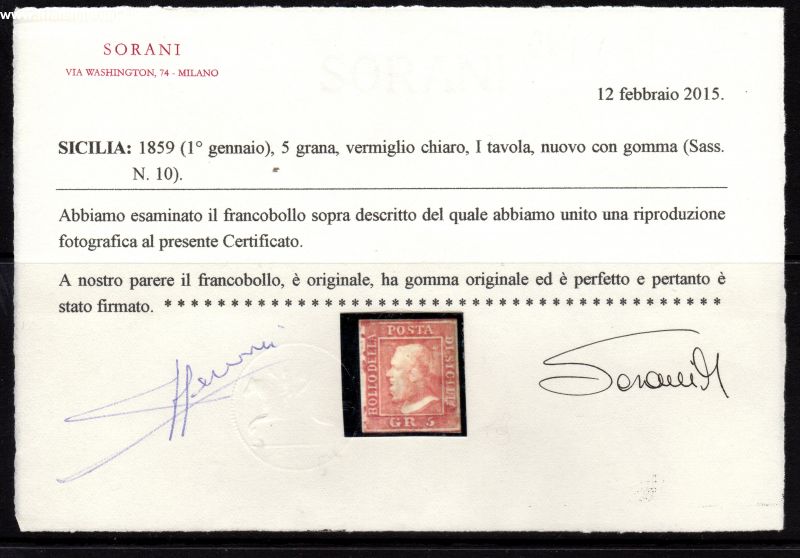 SORANI
VIA WASHINGTON, 74 - MILANO
12 febbraio 2015.
SICILIA: 1859 (1° gennaio), 5 grana, vermiglio chiaro, I tavola, nuovo con gomma (Sass.
N. 10).
Abbiamo esaminato il francobollo sopra descritto del quale abbiamo unito una riproduzione
fotografica al presente Certificato.
A nostro parere il francobollo, è originale, ha gomma originale ed è perfetto e pertanto è
stato firmato. * * * * * * * * * * * * * * * * * * * * * * * * * * * * * * * * * * * * * * * * * *
BOLLO DELLA
POSTA
DI SICILIA
GR. 5
Sorani